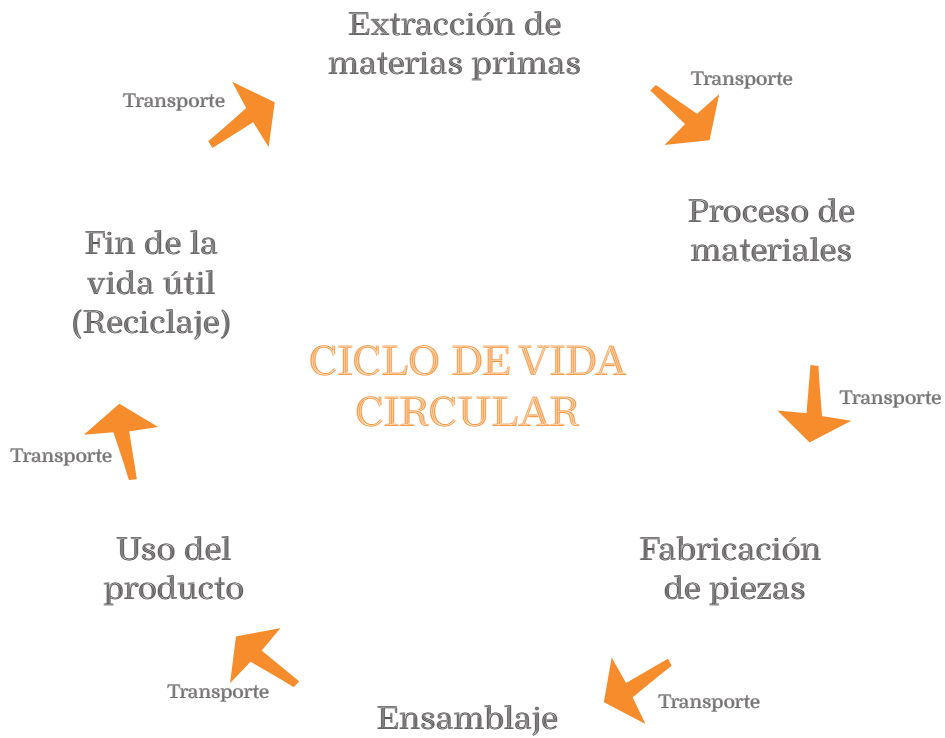 Extracción de
materias primas
Transporte
Proceso de
materiales
Transporte
Fabricación
de piezas
Transporte
Ensamblaje
Transporte
Uso del
producto
Transporte
Fin de la
vida útil
(Reciclaje)
Transporte
CICLO DE VIDA
CIRCULAR